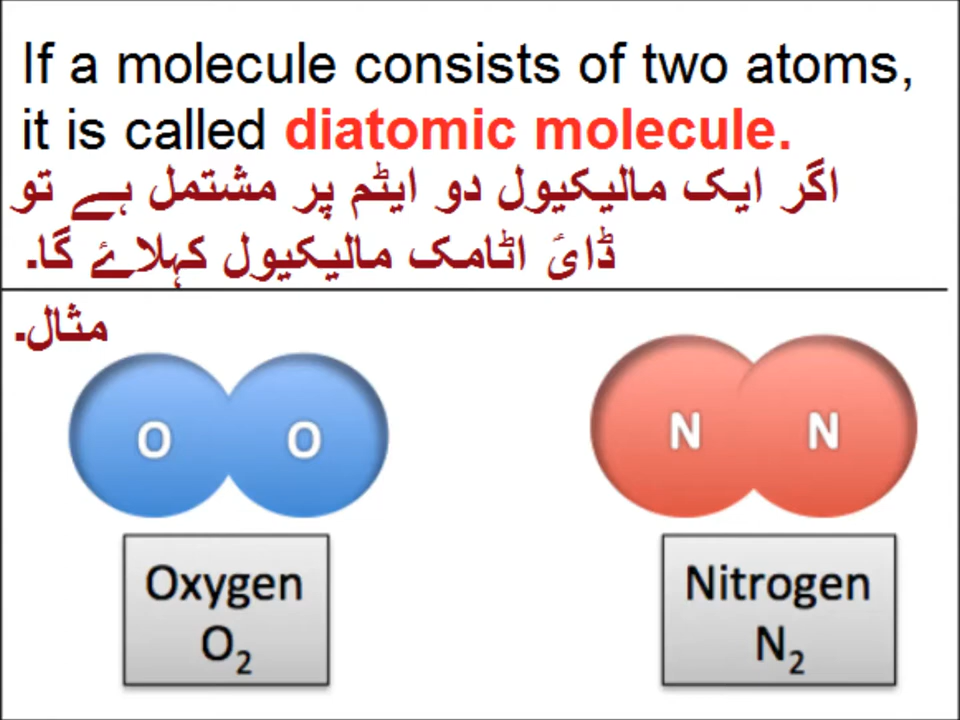 If a molecule consists of two atoms,
it is called diatomic molecule.
اگر ایک مالیکیول دو ایٹم پر مشتمل ہے تو
ڈائ اٹامک مالیکیول کہلاۓ گا۔
مثال۔
O O
N N
Oxygen
O₂
Nitrogen
N₂